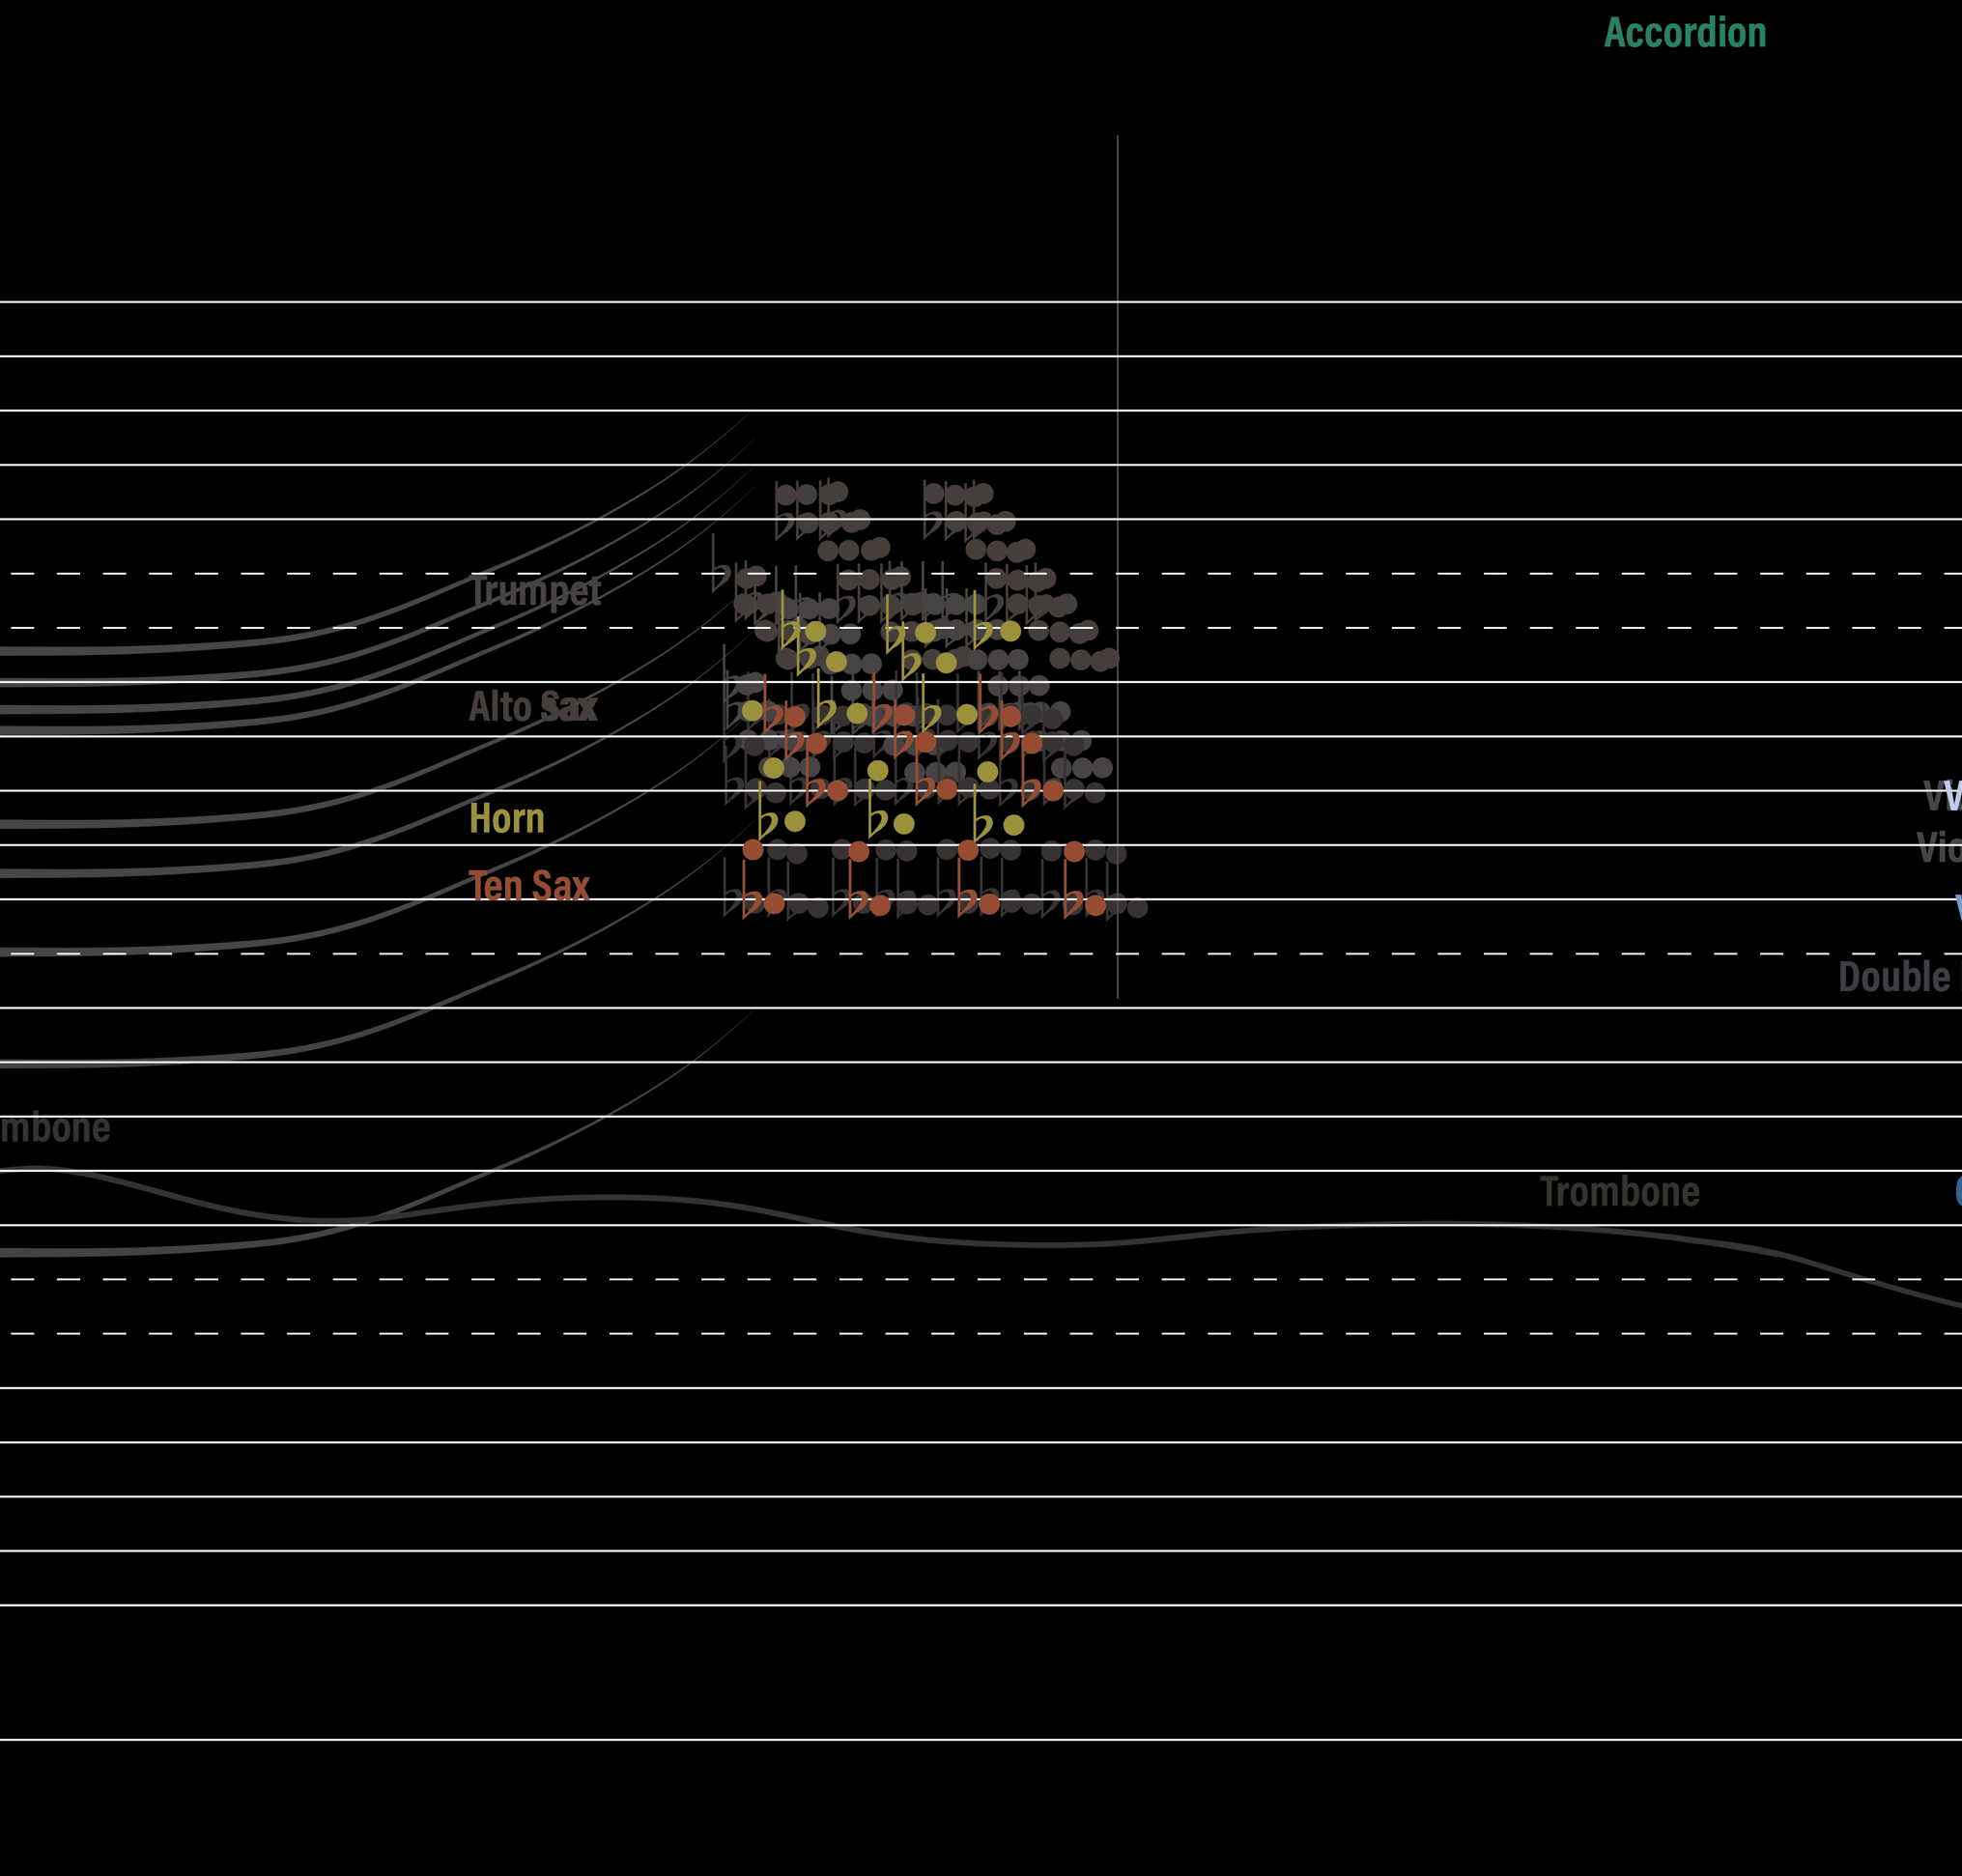 Accordion
Trumpet
Alto Sax
Horn
Ten Sax
Double
mbone
Trombone